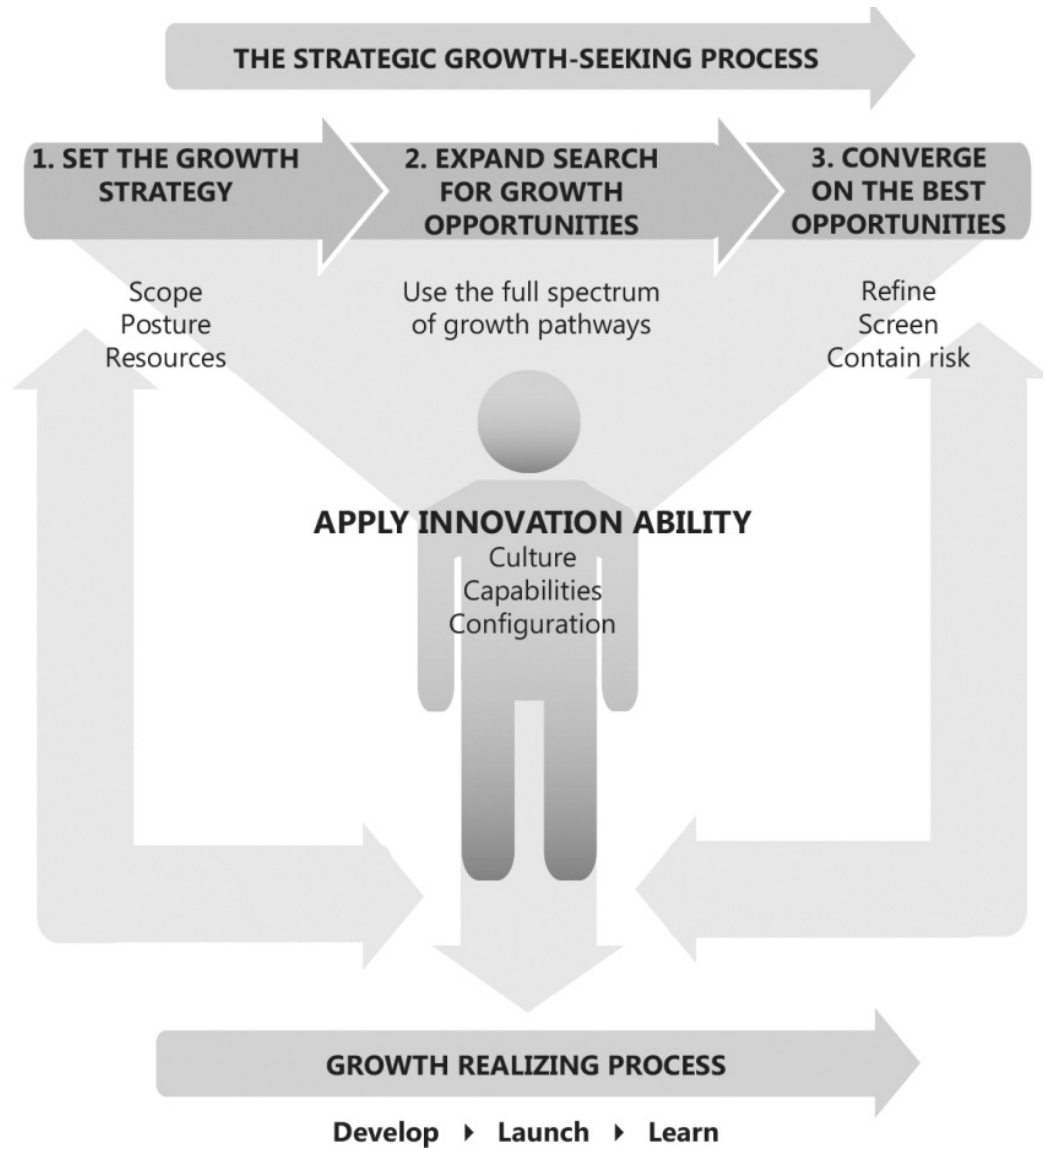 THE STRATEGIC GROWTH-SEEKING PROCESS
1. SET THE GROWTH
STRATEGY
2. EXPAND SEARCH
FOR GROWTH
OPPORTUNITIES
3. CONVERGE
ON THE BEST
OPPORTUNITIES
Scope
Posture
Resources
Use the full spectrum
of growth pathways
Refine
Screen
Contain risk
APPLY INNOVATION ABILITY
Culture
Capabilities
Configuration
GROWTH REALIZING PROCESS
Develop ▸ Launch ▸ Learn